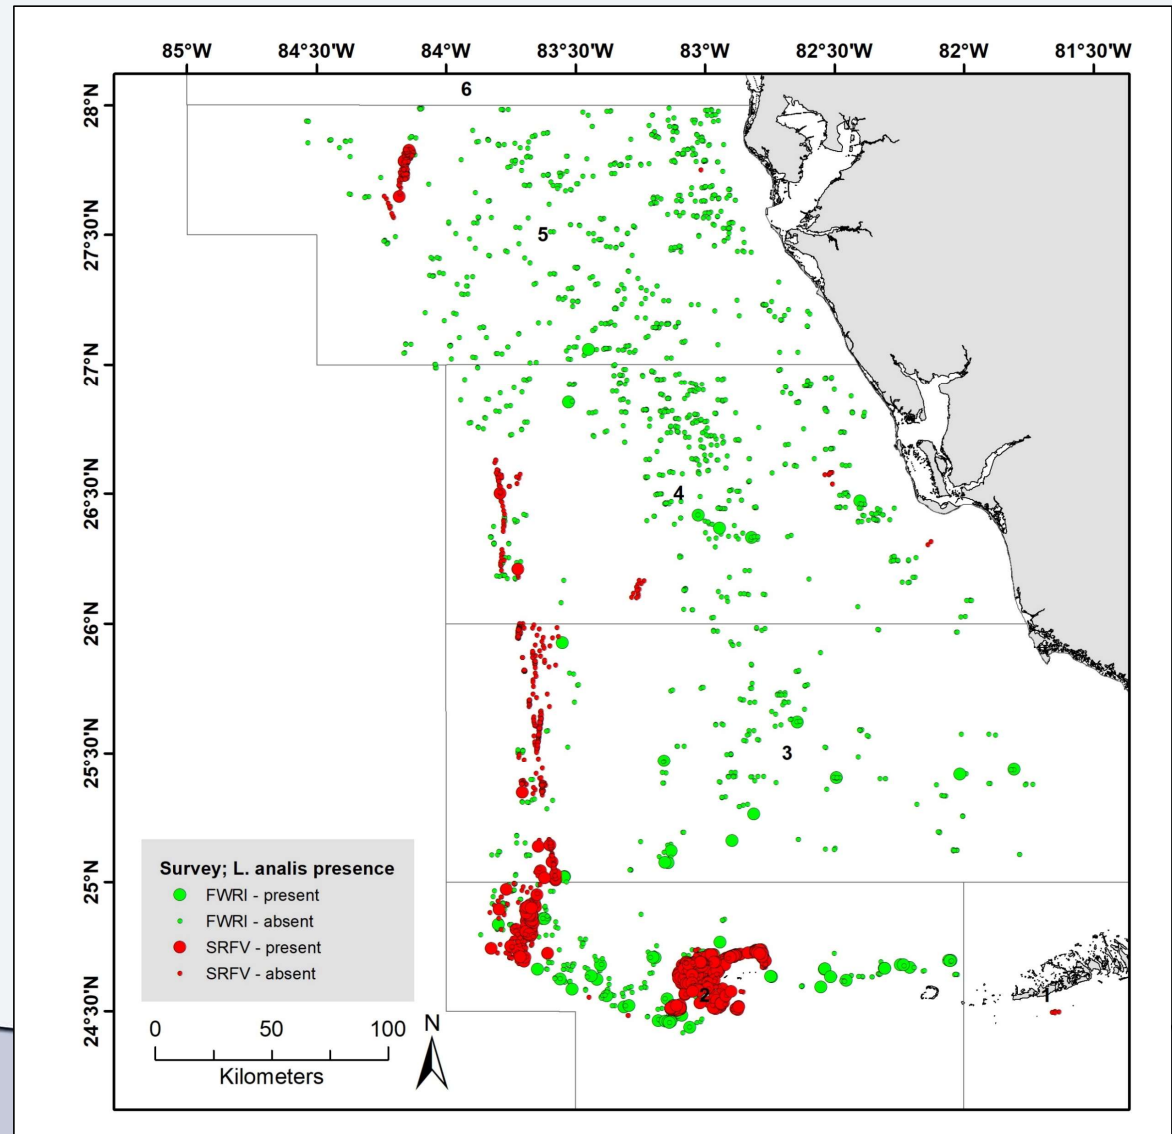 85°W 84°30'W 84°W 83°30'W 83°W 82°30'W 82°W 81°30'W
28°N
27°30'N
27°N
26°30'N
26°N
25°30'N
25°N
24°30'N
6
5
4
3
2
1
Survey; L. analis presence
FWRI - present
FWRI - absent
SRFV - present
SRFV - absent
0 50 100
Kilometers
N